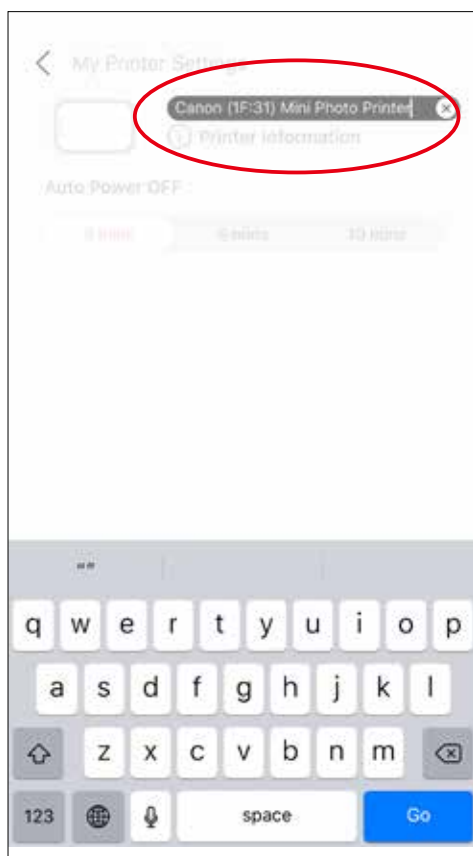 My Printer Settings
Canon (1F:31) Mini Photo Printer
Printer Information
Auto Power OFF :
3 mins 5 mins 10 mins
“”
q w e r t y u i o p
a s d f g h j k l
z x c v b n m
123 space Go